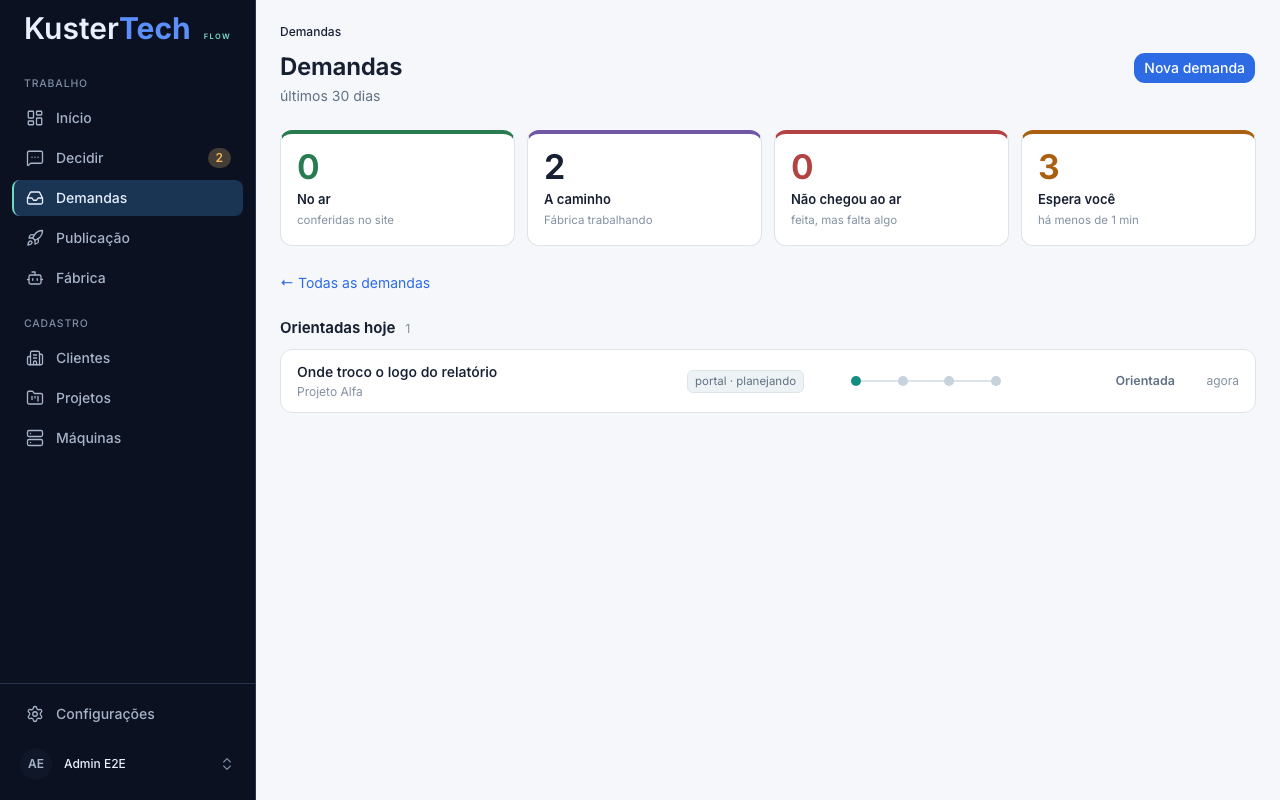 KusterTech FLOW
TRABALHO
Início
Decidir 2
Demandas
Publicação
Fábrica
CADASTRO
Clientes
Projetos
Máquinas
Configurações
AE Admin E2E
Demandas
Demandas
Nova demanda
últimos 30 dias
0
No ar
conferidas no site
2
A caminho
Fábrica trabalhando
0
Não chegou ao ar
feita, mas falta algo
3
Espera você
há menos de 1 min
← Todas as demandas
Orientadas hoje 1
Onde troco o logo do relatório
Projeto Alfa
portal · planejando
Orientada
agora